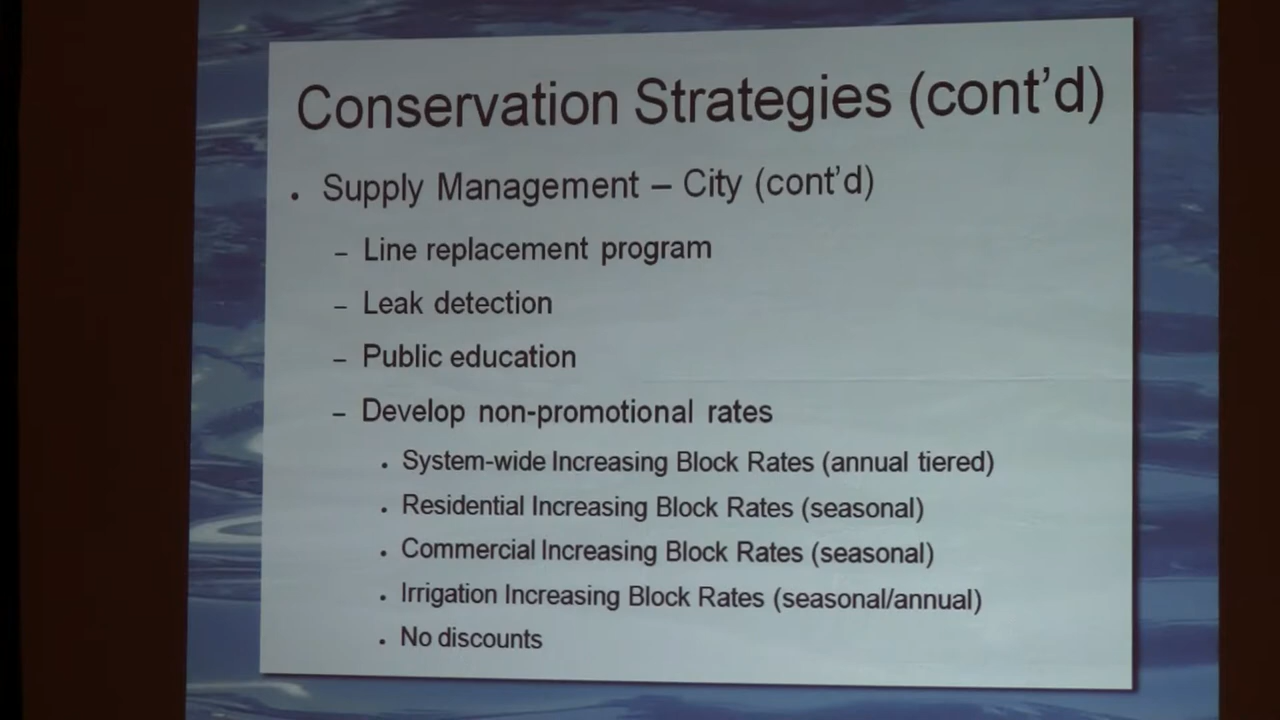 Conservation Strategies (cont'd)
• Supply Management – City (cont'd)
– Line replacement program
– Leak detection
– Public education
– Develop non-promotional rates
• System-wide Increasing Block Rates (annual tiered)
• Residential Increasing Block Rates (seasonal)
• Commercial Increasing Block Rates (seasonal)
• Irrigation Increasing Block Rates (seasonal/annual)
• No discounts